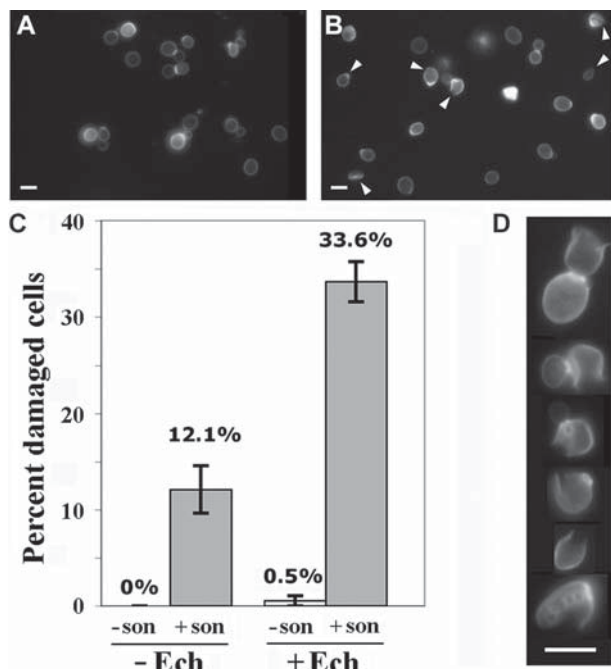 A
B
C
D
Percent damaged cells
40
30
20
10
0
0%
12.1%
0.5%
33.6%
-son
+son
-son
+son
- Ech
+ Ech